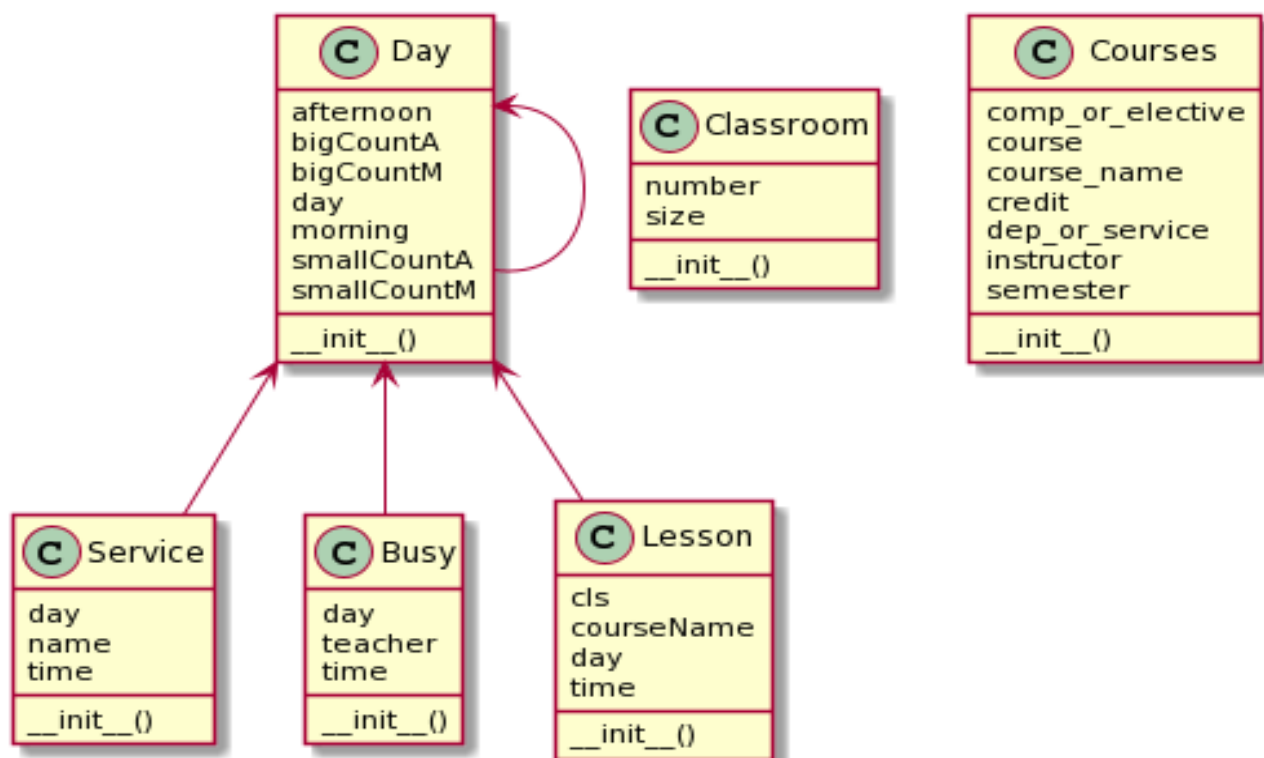 C Day
afternoon
bigCountA
bigCountM
day
morning
smallCountA
smallCountM
__init__()
C Classroom
number
size
__init__()
C Courses
comp_or_elective
course
course_name
credit
dep_or_service
instructor
semester
__init__()
C Service
day
name
time
__init__()
C Busy
day
teacher
time
__init__()
C Lesson
cls
courseName
day
time
__init__()